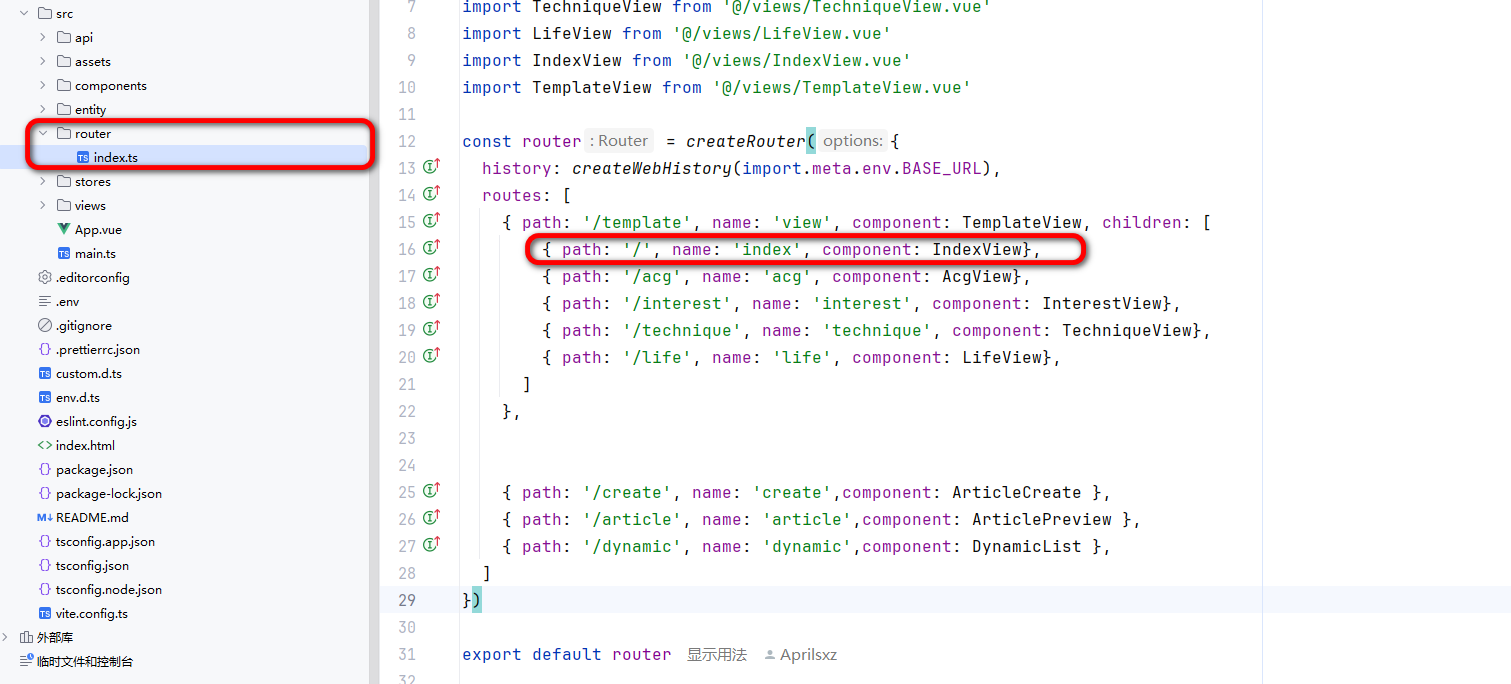 src
api
assets
components
entity
router
index.ts
stores
views
App.vue
main.ts
.editorconfig
.env
.gitignore
.prettierrc.json
custom.d.ts
env.d.ts
eslint.config.js
index.html
package.json
package-lock.json
README.md
tsconfig.app.json
tsconfig.json
tsconfig.node.json
vite.config.ts
外部库
临时文件和控制台
7 import TechniqueView from '@/views/TechniqueView.vue'
8 import LifeView from '@/views/LifeView.vue'
9 import IndexView from '@/views/IndexView.vue'
10 import TemplateView from '@/views/TemplateView.vue'
11
12 const router : Router = createRouter( options: {
13 history: createWebHistory(import.meta.env.BASE_URL),
14 routes: [
15 { path: '/template', name: 'view', component: TemplateView, children: [
16 { path: '/', name: 'index', component: IndexView},
17 { path: '/acg', name: 'acg', component: AcgView},
18 { path: '/interest', name: 'interest', component: InterestView},
19 { path: '/technique', name: 'technique', component: TechniqueView},
20 { path: '/life', name: 'life', component: LifeView},
21 ]
22 },
23
24
25 { path: '/create', name: 'create',component: ArticleCreate },
26 { path: '/article', name: 'article',component: ArticlePreview },
27 { path: '/dynamic', name: 'dynamic',component: DynamicList },
28 ]
29 })
30
31 export default router 显示用法 Aprilsxz
32